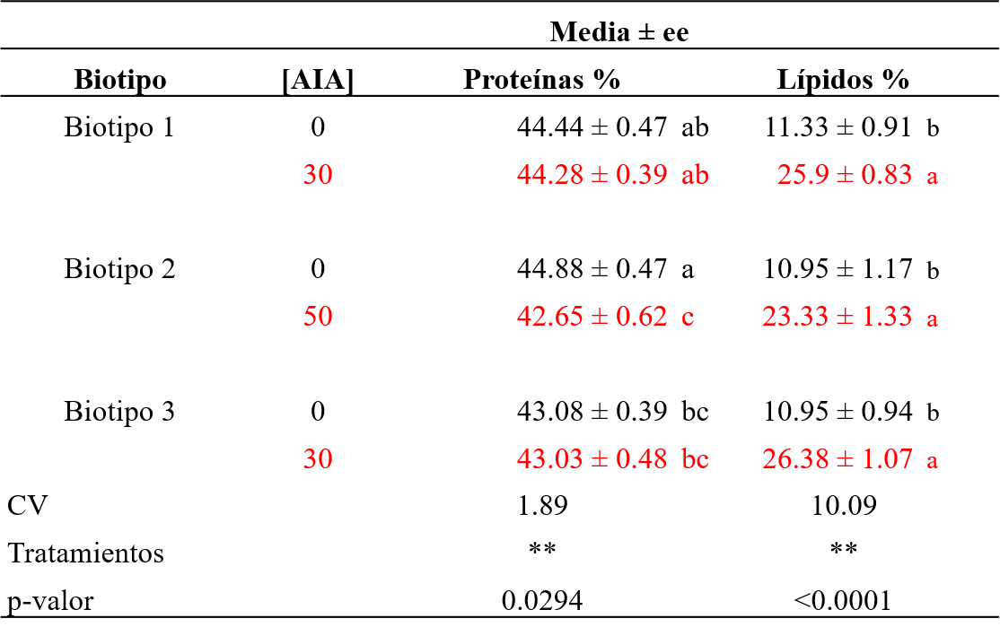 Media ± ee
Biotipo [AIA] Proteínas % Lípidos %
Biotipo 1 0 44.44 ± 0.47 ab 11.33 ± 0.91 b
30 44.28 ± 0.39 ab 25.9 ± 0.83 a
Biotipo 2 0 44.88 ± 0.47 a 10.95 ± 1.17 b
50 42.65 ± 0.62 c 23.33 ± 1.33 a
Biotipo 3 0 43.08 ± 0.39 bc 10.95 ± 0.94 b
30 43.03 ± 0.48 bc 26.38 ± 1.07 a
CV 1.89 10.09
Tratamientos ** **
p-valor 0.0294 <0.0001